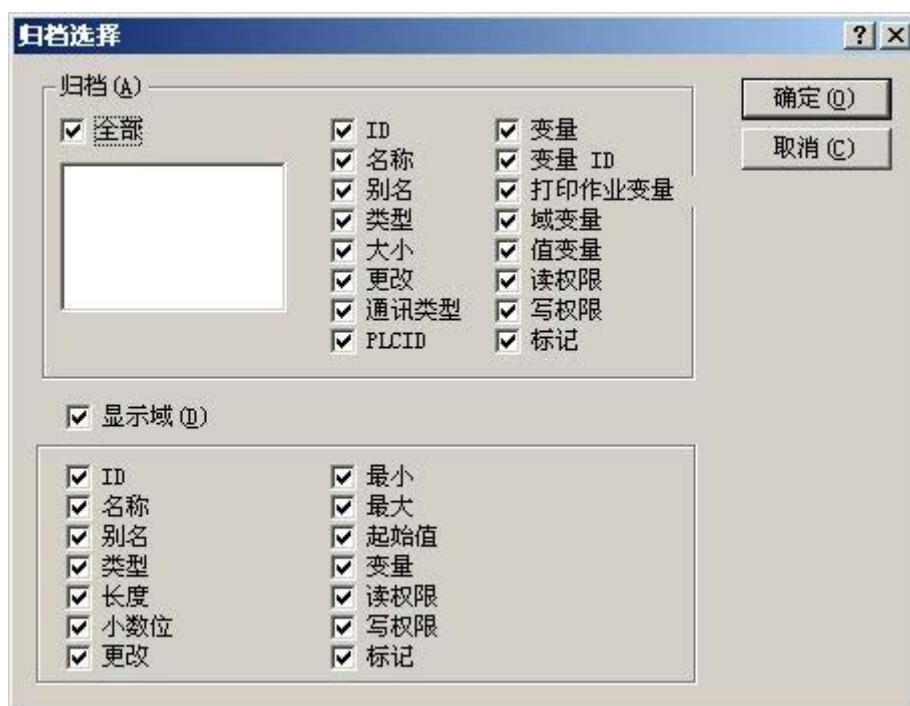 归档选择
归档(A)
确定(O)
取消(C)
全部
ID
名称
别名
类型
大小
更改
通讯类型
PLCID
变量
变量 ID
打印作业变量
域变量
值变量
读权限
写权限
标记
显示域(D)
ID
名称
别名
类型
长度
小数位
更改
最小
最大
起始值
变量
读权限
写权限
标记